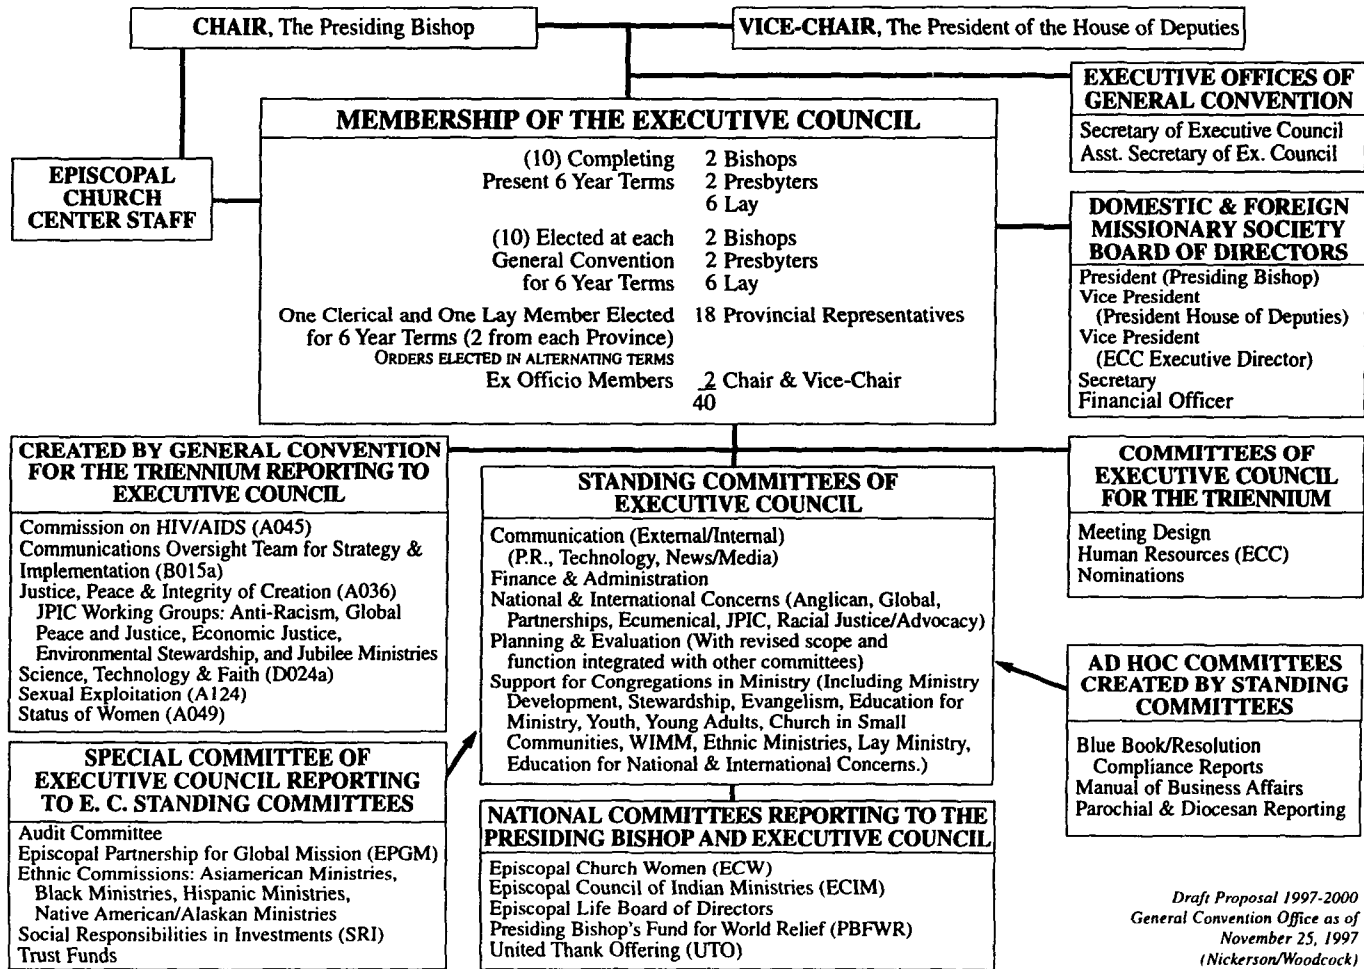 CHAIR, The Presiding Bishop
VICE-CHAIR, The President of the House of Deputies
EXECUTIVE OFFICES OF
GENERAL CONVENTION
Secretary of Executive Council
Asst. Secretary of Ex. Council
MEMBERSHIP OF THE EXECUTIVE COUNCIL
(10) Completing 2 Bishops
Present 6 Year Terms 2 Presbyters
6 Lay
(10) Elected at each 2 Bishops
General Convention 2 Presbyters
for 6 Year Terms 6 Lay
One Clerical and One Lay Member Elected 18 Provincial Representatives
for 6 Year Terms (2 from each Province)
ORDERS ELECTED IN ALTERNATING TERMS
Ex Officio Members 2 Chair & Vice-Chair
40
EPISCOPAL
CHURCH
CENTER STAFF
DOMESTIC & FOREIGN
MISSIONARY SOCIETY
BOARD OF DIRECTORS
President (Presiding Bishop)
Vice President
(President House of Deputies)
Vice President
(ECC Executive Director)
Secretary
Financial Officer
CREATED BY GENERAL CONVENTION
FOR THE TRIENNIUM REPORTING TO
EXECUTIVE COUNCIL
Commission on HIV/AIDS (A045)
Communications Oversight Team for Strategy &
Implementation (B015a)
Justice, Peace & Integrity of Creation (A036)
JPIC Working Groups: Anti-Racism, Global
Peace and Justice, Economic Justice,
Environmental Stewardship, and Jubilee Ministries
Science, Technology & Faith (D024a)
Sexual Exploitation (A124)
Status of Women (A049)
STANDING COMMITTEES OF
EXECUTIVE COUNCIL
Communication (External/Internal)
(P.R., Technology, News/Media)
Finance & Administration
National & International Concerns (Anglican, Global,
Partnerships, Ecumenical, JPIC, Racial Justice/Advocacy)
Planning & Evaluation (With revised scope and
function integrated with other committees)
Support for Congregations in Ministry (Including Ministry
Development, Stewardship, Evangelism, Education for
Ministry, Youth, Young Adults, Church in Small
Communities, WIMM, Ethnic Ministries, Lay Ministry,
Education for National & International Concerns.)
COMMITTEES OF
EXECUTIVE COUNCIL
FOR THE TRIENNIUM
Meeting Design
Human Resources (ECC)
Nominations
AD HOC COMMITTEES
CREATED BY STANDING
COMMITTEES
Blue Book/Resolution
Compliance Reports
Manual of Business Affairs
Parochial & Diocesan Reporting
SPECIAL COMMITTEE OF
EXECUTIVE COUNCIL REPORTING
TO E. C. STANDING COMMITTEES
Audit Committee
Episcopal Partnership for Global Mission (EPGM)
Ethnic Commissions: Asiamerican Ministries,
Black Ministries, Hispanic Ministries,
Native American/Alaskan Ministries
Social Responsibilities in Investments (SRI)
Trust Funds
NATIONAL COMMITTEES REPORTING TO THE
PRESIDING BISHOP AND EXECUTIVE COUNCIL
Episcopal Church Women (ECW)
Episcopal Council of Indian Ministries (ECIM)
Episcopal Life Board of Directors
Presiding Bishop's Fund for World Relief (PBFWR)
United Thank Offering (UTO)
Draft Proposal 1997-2000
General Convention Office as of
November 25, 1997
(Nickerson/Woodcock)